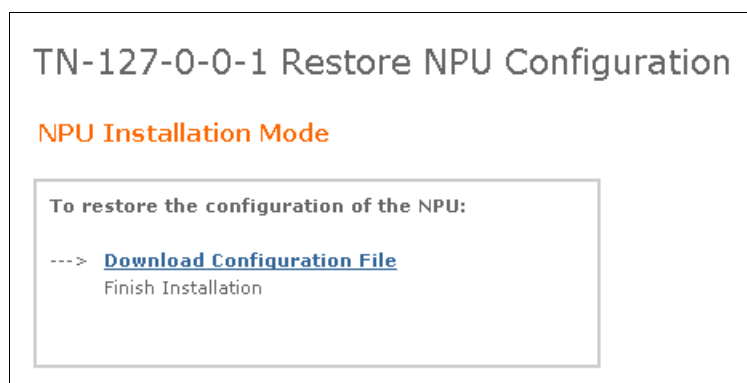 TN-127-0-0-1 Restore NPU Configuration
NPU Installation Mode
To restore the configuration of the NPU:
---> Download Configuration File
Finish Installation